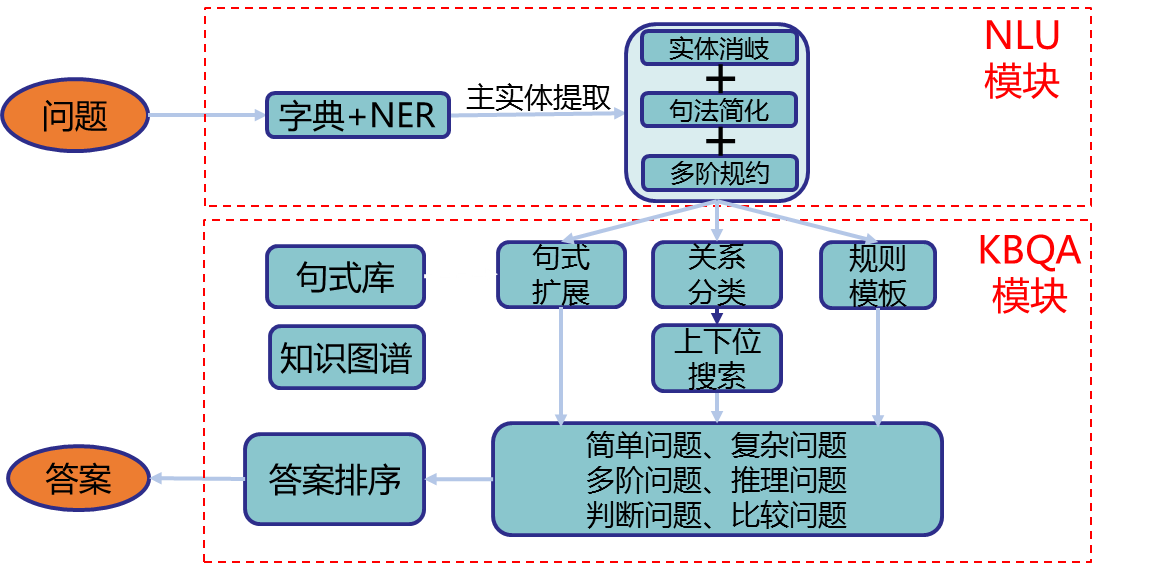 NLU
模块
实体消岐
+
句法简化
+
多阶规约
问题
字典+NER
主实体提取
KBQA
模块
句式库
句式
扩展
关系
分类
规则
模板
知识图谱
上下位
搜索
答案
答案排序
简单问题、复杂问题
多阶问题、推理问题
判断问题、比较问题